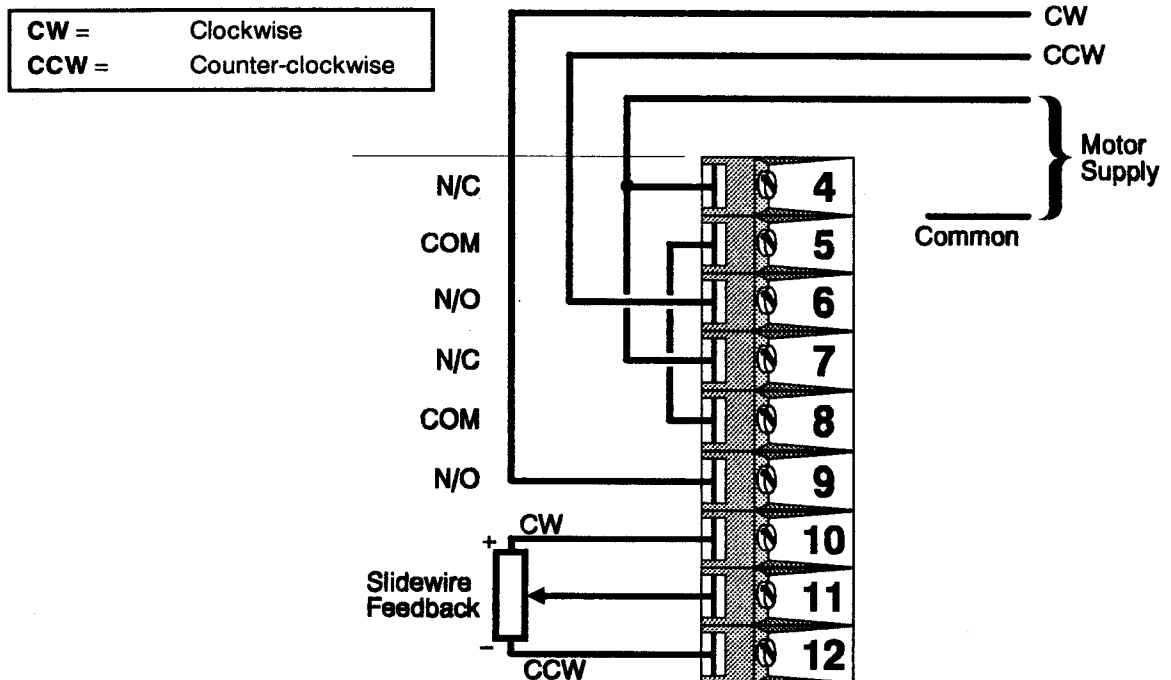 CW = Clockwise
CCW = Counter-clockwise
CW
CCW
Motor
Supply
Common
N/C 4
COM 5
N/O 6
N/C 7
COM 8
N/O 9
CW 10
+
Slidewire
Feedback
11
−
CCW 12